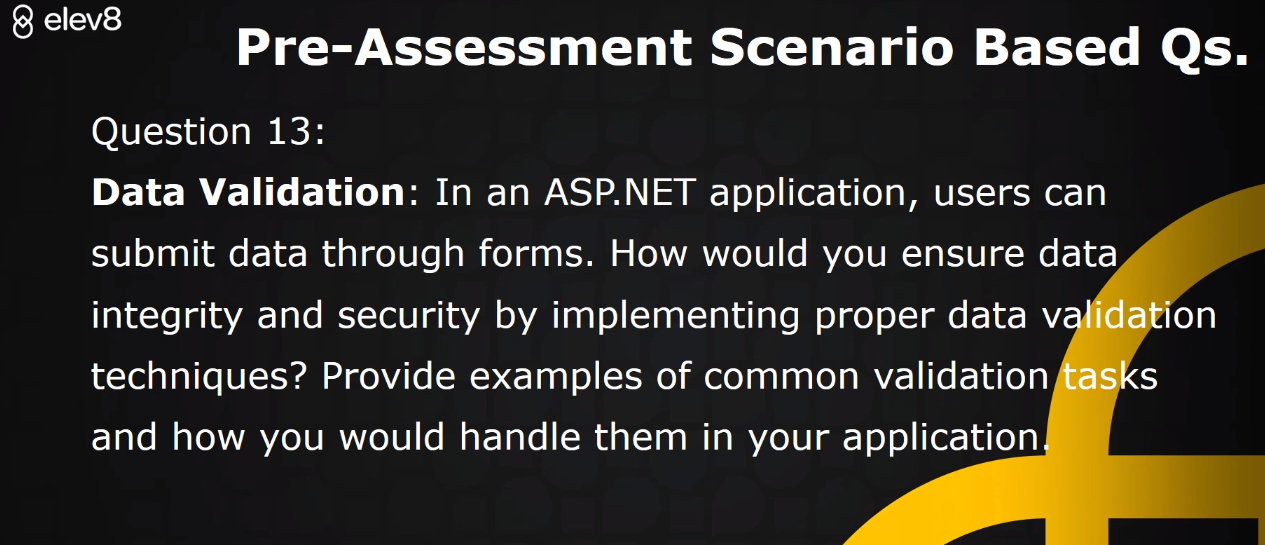 elev8
Pre-Assessment Scenario Based Qs.
Question 13:
Data Validation: In an ASP.NET application, users can
submit data through forms. How would you ensure data
integrity and security by implementing proper data validation
techniques? Provide examples of common validation tasks
and how you would handle them in your application.